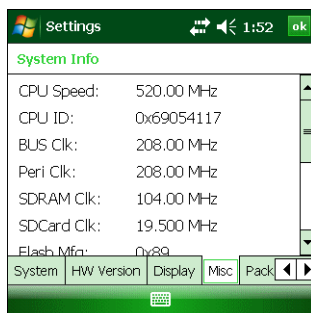 Settings 1:52 ok
System Info
CPU Speed: 520.00 MHz
CPU ID: 0x69054117
BUS Clk: 208.00 MHz
Peri Clk: 208.00 MHz
SDRAM Clk: 104.00 MHz
SDCard Clk: 19.500 MHz
Flash Mfg: 0x89
System HW Version Display Misc Pack